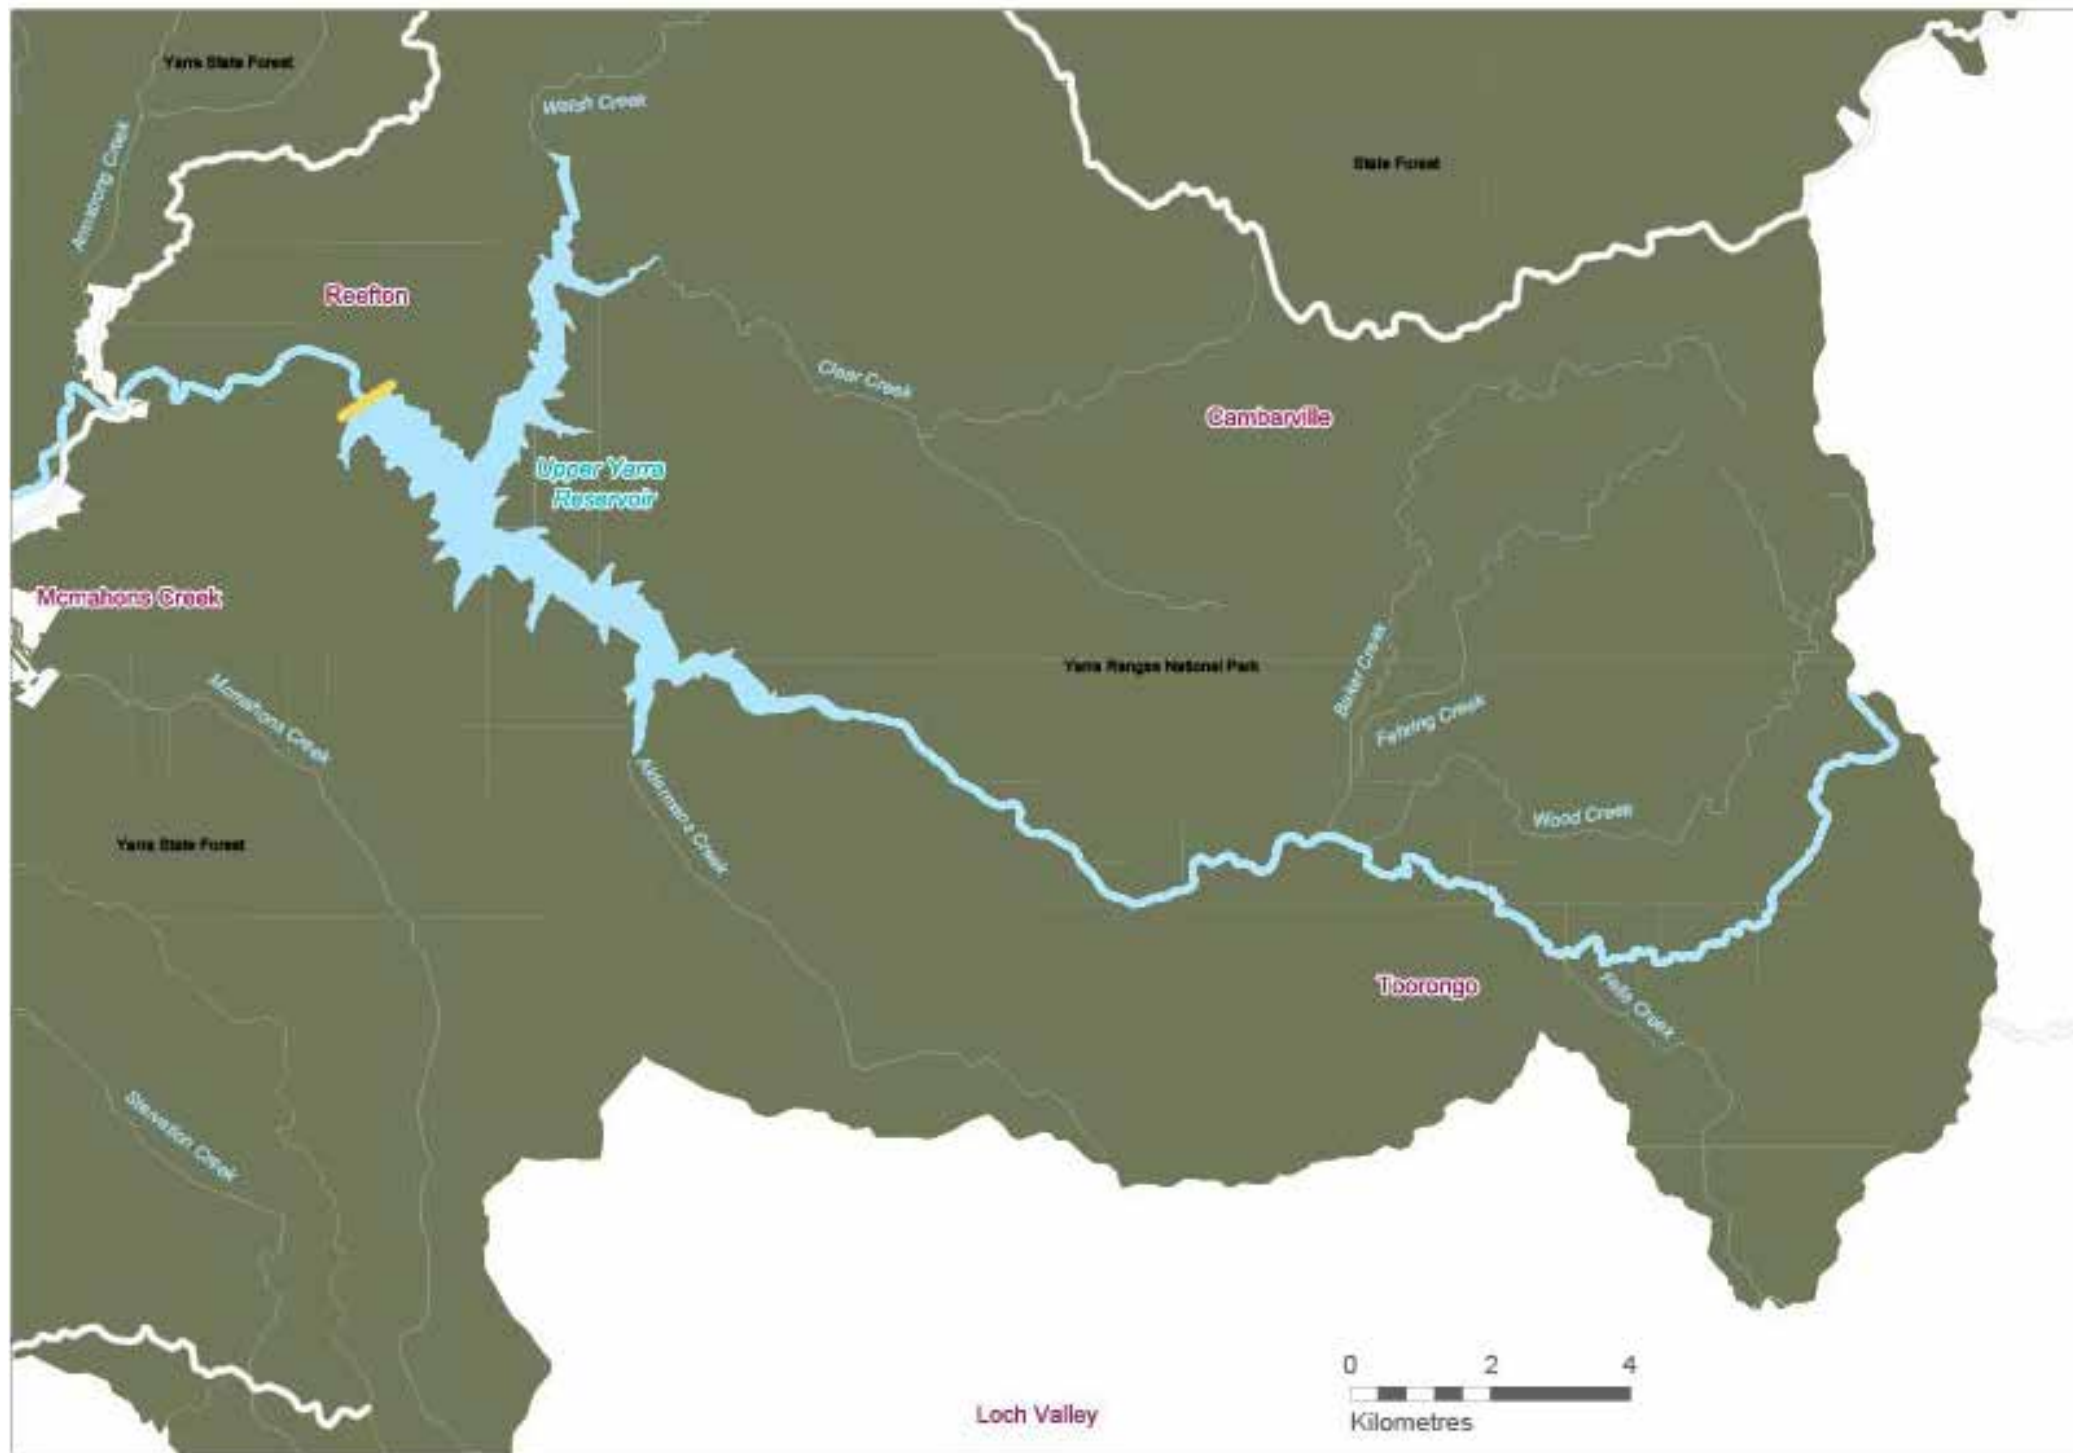 Yarra State Forest
Walsh Creek
Armstrong Creek
State Forest
Reefton
Clear Creek
Cambarville
Upper Yarra
Reservoir
Mcmahons Creek
Yarra Ranges National Park
Baker Creek
Mcmahons Creek
Fehring Creek
Aldermans Creek
Wood Creek
Yarra State Forest
Toorongo
Falls Creek
Starvation Creek
0 2 4
Kilometres
Loch Valley